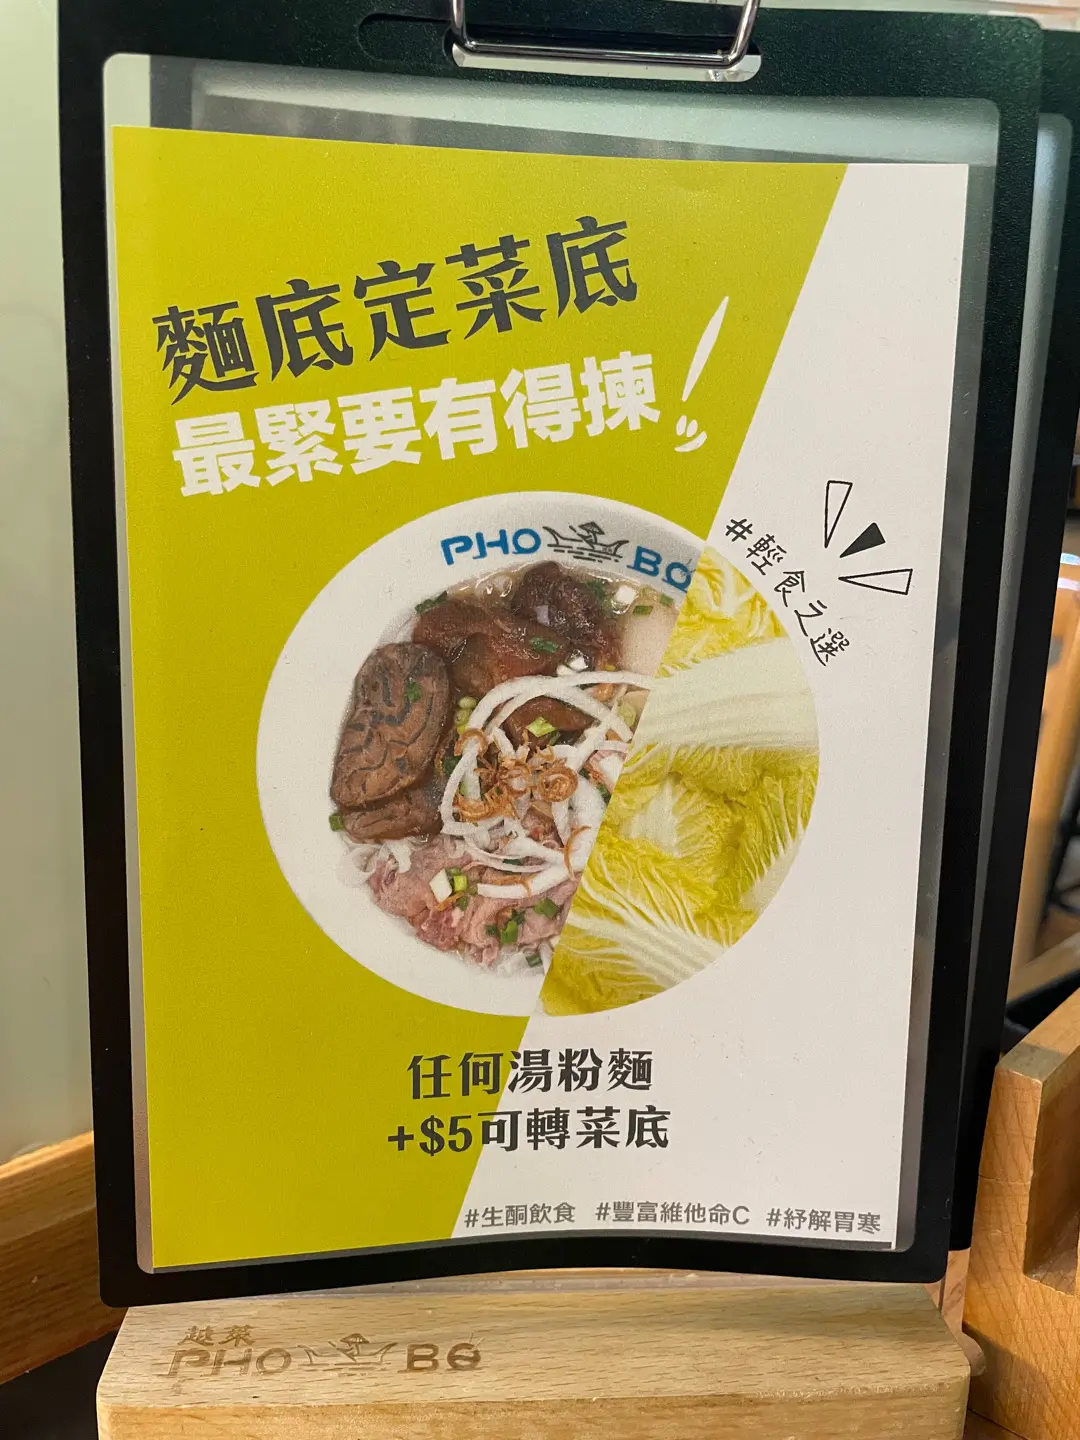 麵底定菜底
最緊要有得揀！
PHO BO
#輕食之選
任何湯粉麵
+$5可轉菜底
#生酮飲食 #豐富維他命C #紓解胃寒
越菜
PHO BO